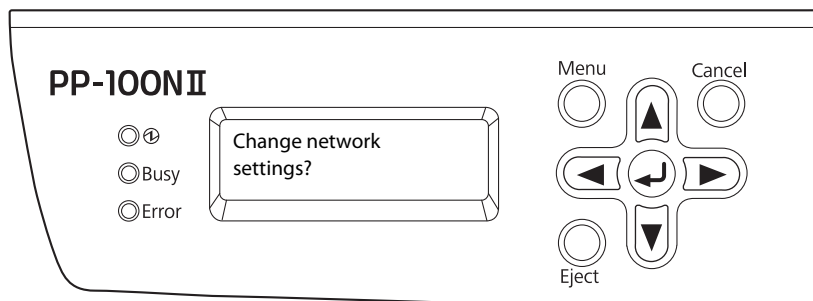 PP-100NII
Busy
Error
Change network
settings?
Menu
Cancel
Eject